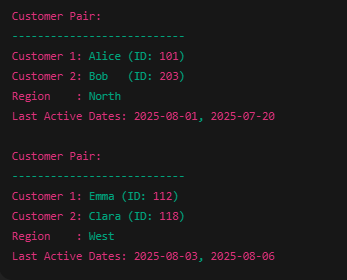 Customer Pair:
---------------------------
Customer 1: Alice (ID: 101)
Customer 2: Bob   (ID: 203)
Region    : North
Last Active Dates: 2025-08-01, 2025-07-20

Customer Pair:
---------------------------
Customer 1: Emma (ID: 112)
Customer 2: Clara (ID: 118)
Region    : West
Last Active Dates: 2025-08-03, 2025-08-06